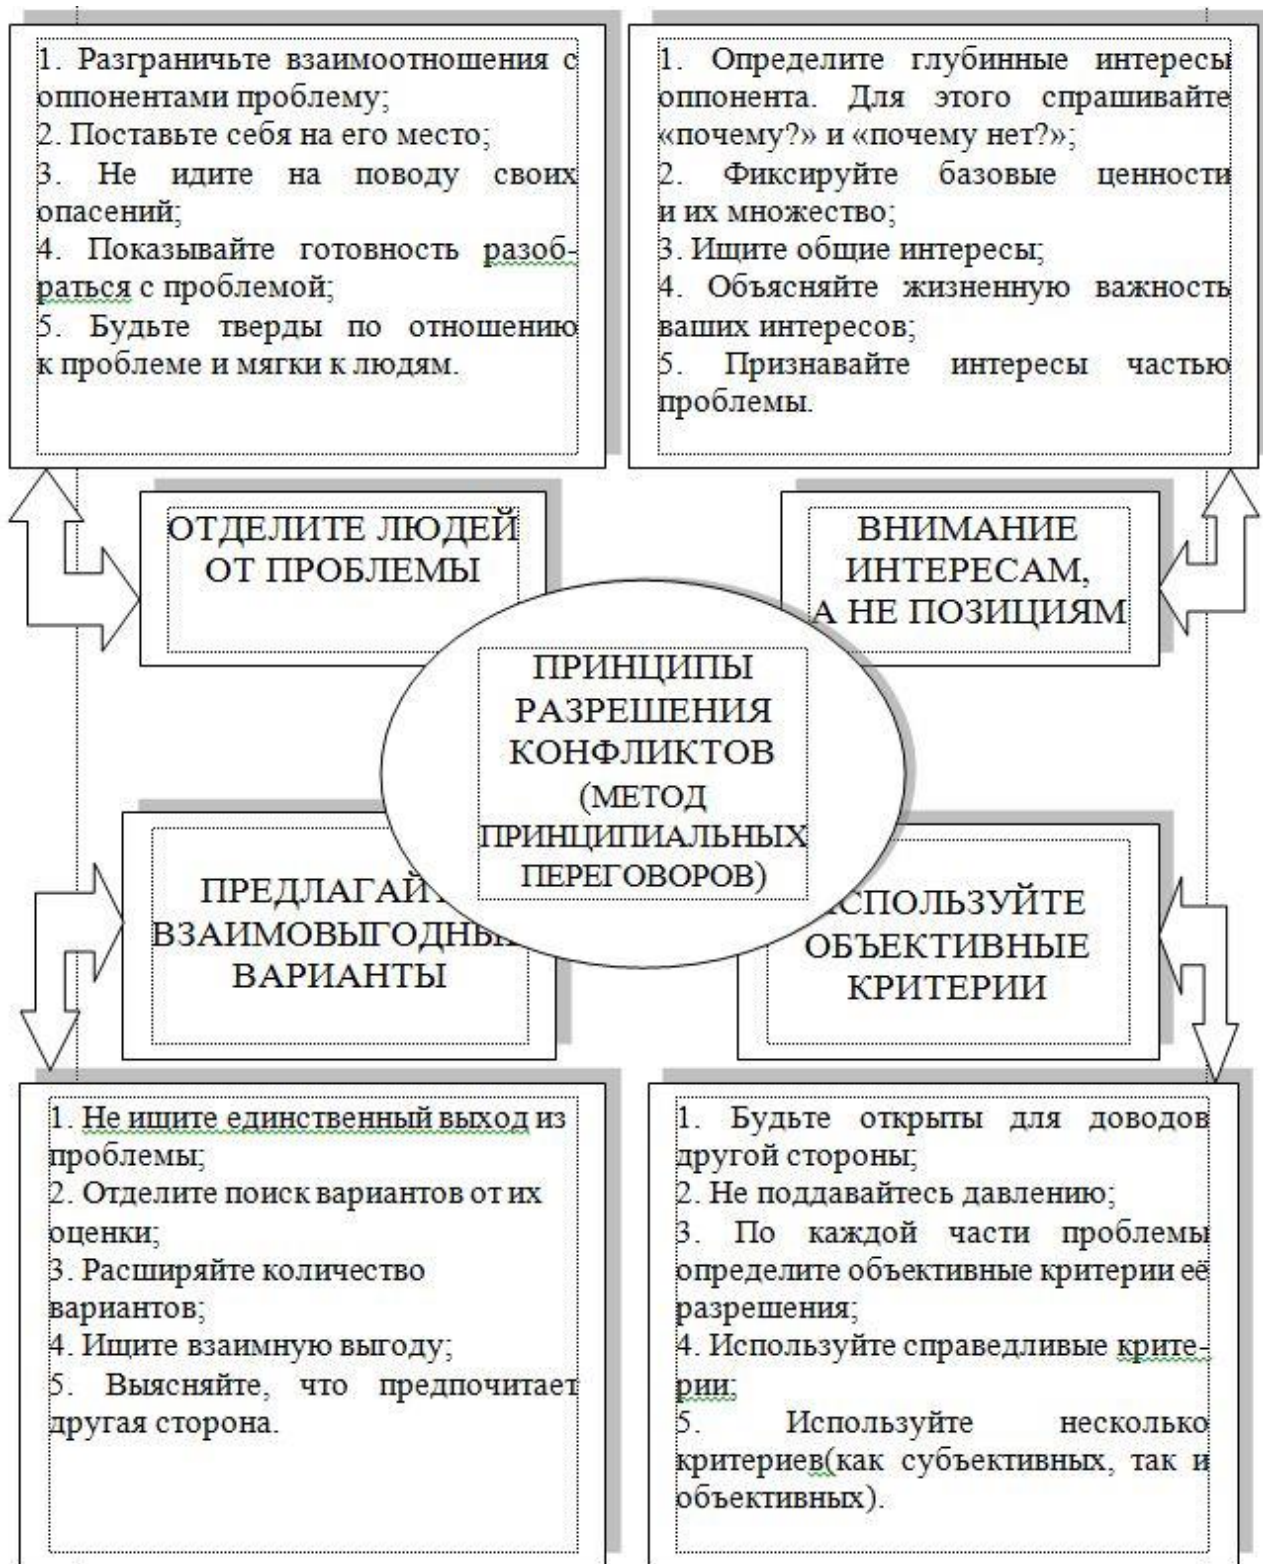 1. Разграничьте взаимоотношения с
оппонентами проблему;
2. Поставьте себя на его место;
3. Не идите на поводу своих
опасений;
4. Показывайте готовность разоб-
раться с проблемой;
5. Будьте тверды по отношению
к проблеме и мягки к людям.
1. Определите глубинные интересы
оппонента. Для этого спрашивайте
«почему?» и «почему нет?»;
2. Фиксируйте базовые ценности
и их множество;
3. Ищите общие интересы;
4. Объясняйте жизненную важность
ваших интересов;
5. Признавайте интересы частью
проблемы.
ОТДЕЛИТЕ ЛЮДЕЙ
ОТ ПРОБЛЕМЫ
ВНИМАНИЕ
ИНТЕРЕСАМ,
А НЕ ПОЗИЦИЯМ
ПРИНЦИПЫ
РАЗРЕШЕНИЯ
КОНФЛИКТОВ
(МЕТОД
ПРИНЦИПИАЛЬНЫХ
ПЕРЕГОВОРОВ)
ПРЕДЛАГАЙТ
ВЗАИМОВЫГОДНЫ
ВАРИАНТЫ
СПОЛЬЗУЙТЕ
ОБЪЕКТИВНЫЕ
КРИТЕРИИ
1. Не ищите единственный выход из
проблемы;
2. Отделите поиск вариантов от их
оценки;
3. Расширяйте количество
вариантов;
4. Ищите взаимную выгоду;
5. Выясняйте, что предпочитает
другая сторона.
1. Будьте открыты для доводов
другой стороны;
2. Не поддавайтесь давлению;
3. По каждой части проблемы
определите объективные критерии её
разрешения;
4. Используйте справедливые крите-
рии;
5. Используйте несколько
критериев(как субъективных, так и
объективных).